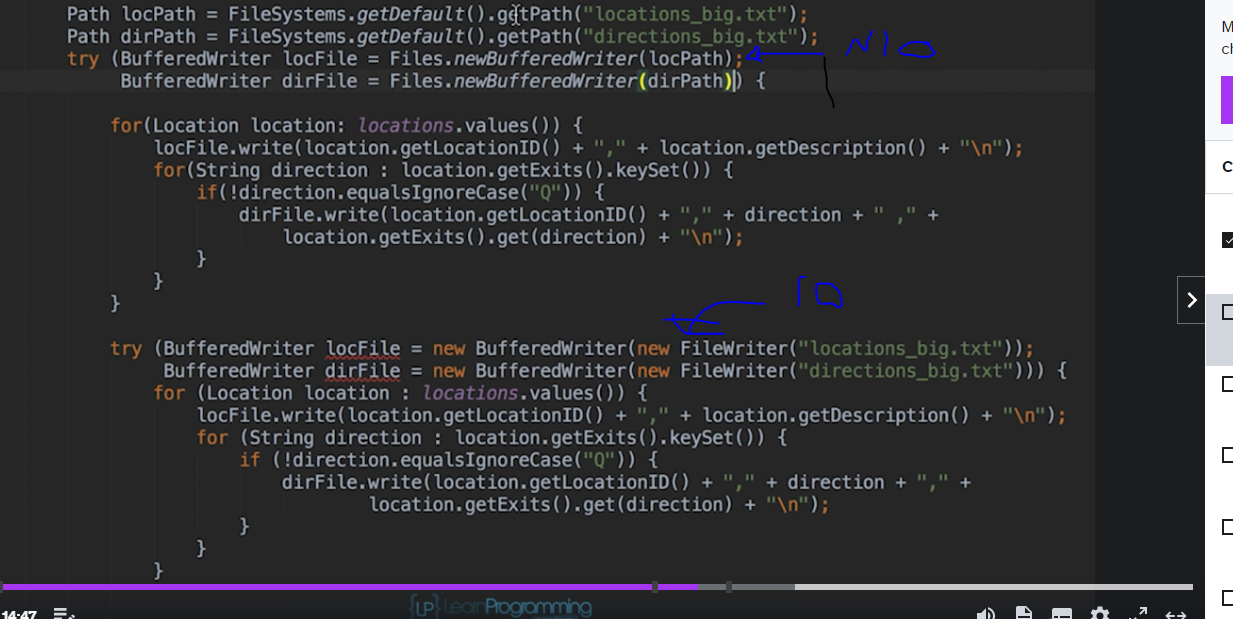 Path locPath = FileSystems.getDefault().getPath("locations_big.txt");
Path dirPath = FileSystems.getDefault().getPath("directions_big.txt");
try (BufferedWriter locFile = Files.newBufferedWriter(locPath);
BufferedWriter dirFile = Files.newBufferedWriter(dirPath)) {
NIO
for(Location location: locations.values()) {
locFile.write(location.getLocationID() + "," + location.getDescription() + "\n");
for(String direction : location.getExits().keySet()) {
if(!direction.equalsIgnoreCase("Q")) {
dirFile.write(location.getLocationID() + "," + direction + " ," +
location.getExits().get(direction) + "\n");
}
}
}
IO
try (BufferedWriter locFile = new BufferedWriter(new FileWriter("locations_big.txt"));
BufferedWriter dirFile = new BufferedWriter(new FileWriter("directions_big.txt"))) {
for (Location location : locations.values()) {
locFile.write(location.getLocationID() + "," + location.getDescription() + "\n");
for (String direction : location.getExits().keySet()) {
if (!direction.equalsIgnoreCase("Q")) {
dirFile.write(location.getLocationID() + "," + direction + "," +
location.getExits().get(direction) + "\n");
}
}
}
{LP} LearnProgramming
14:47